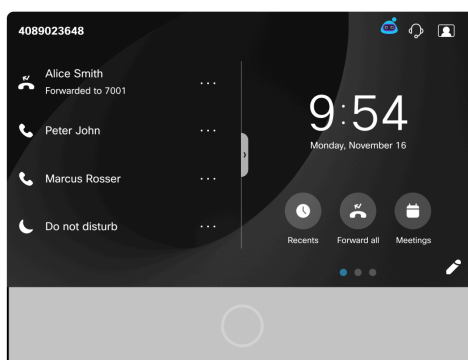 4089023648
Alice Smith
Forwarded to 7001
Peter John
Marcus Rosser
Do not disturb
9:54
Monday, November 16
Recents
Forward all
Meetings